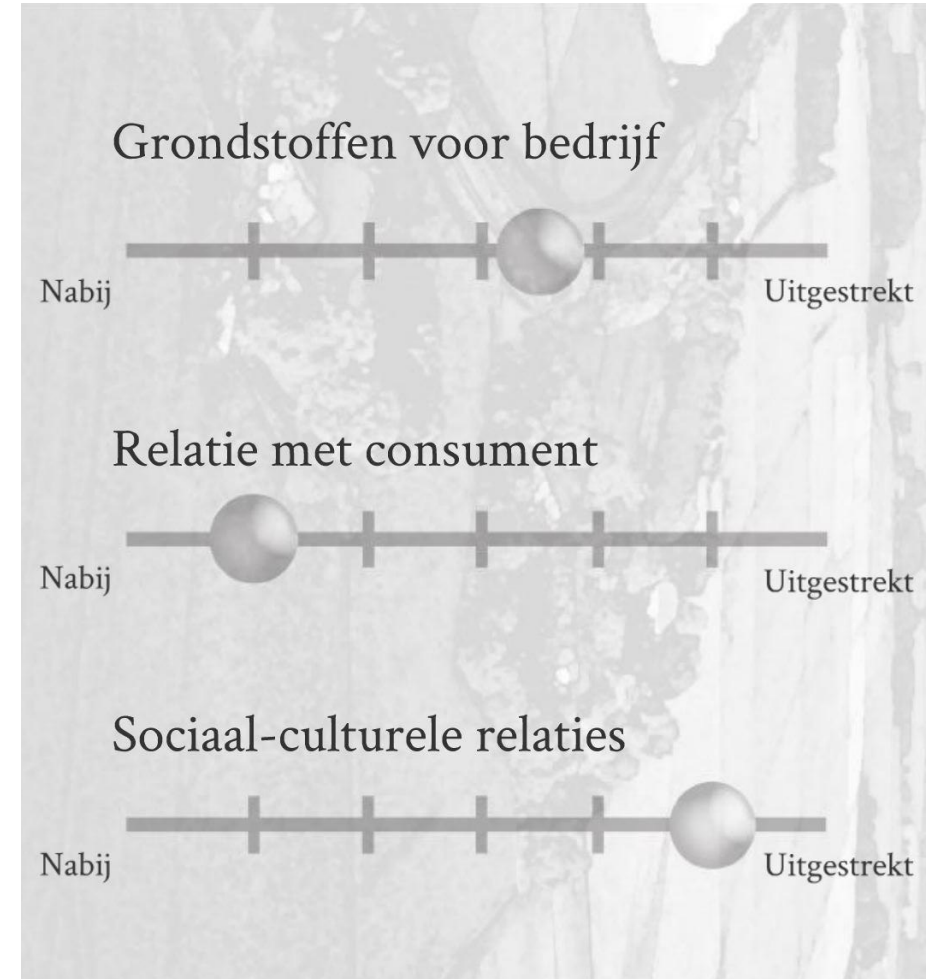 Grondstoffen voor bedrijf
Nabij
Uitgestrekt
Relatie met consument
Nabij
Uitgestrekt
Sociaal-culturele relaties
Nabij
Uitgestrekt